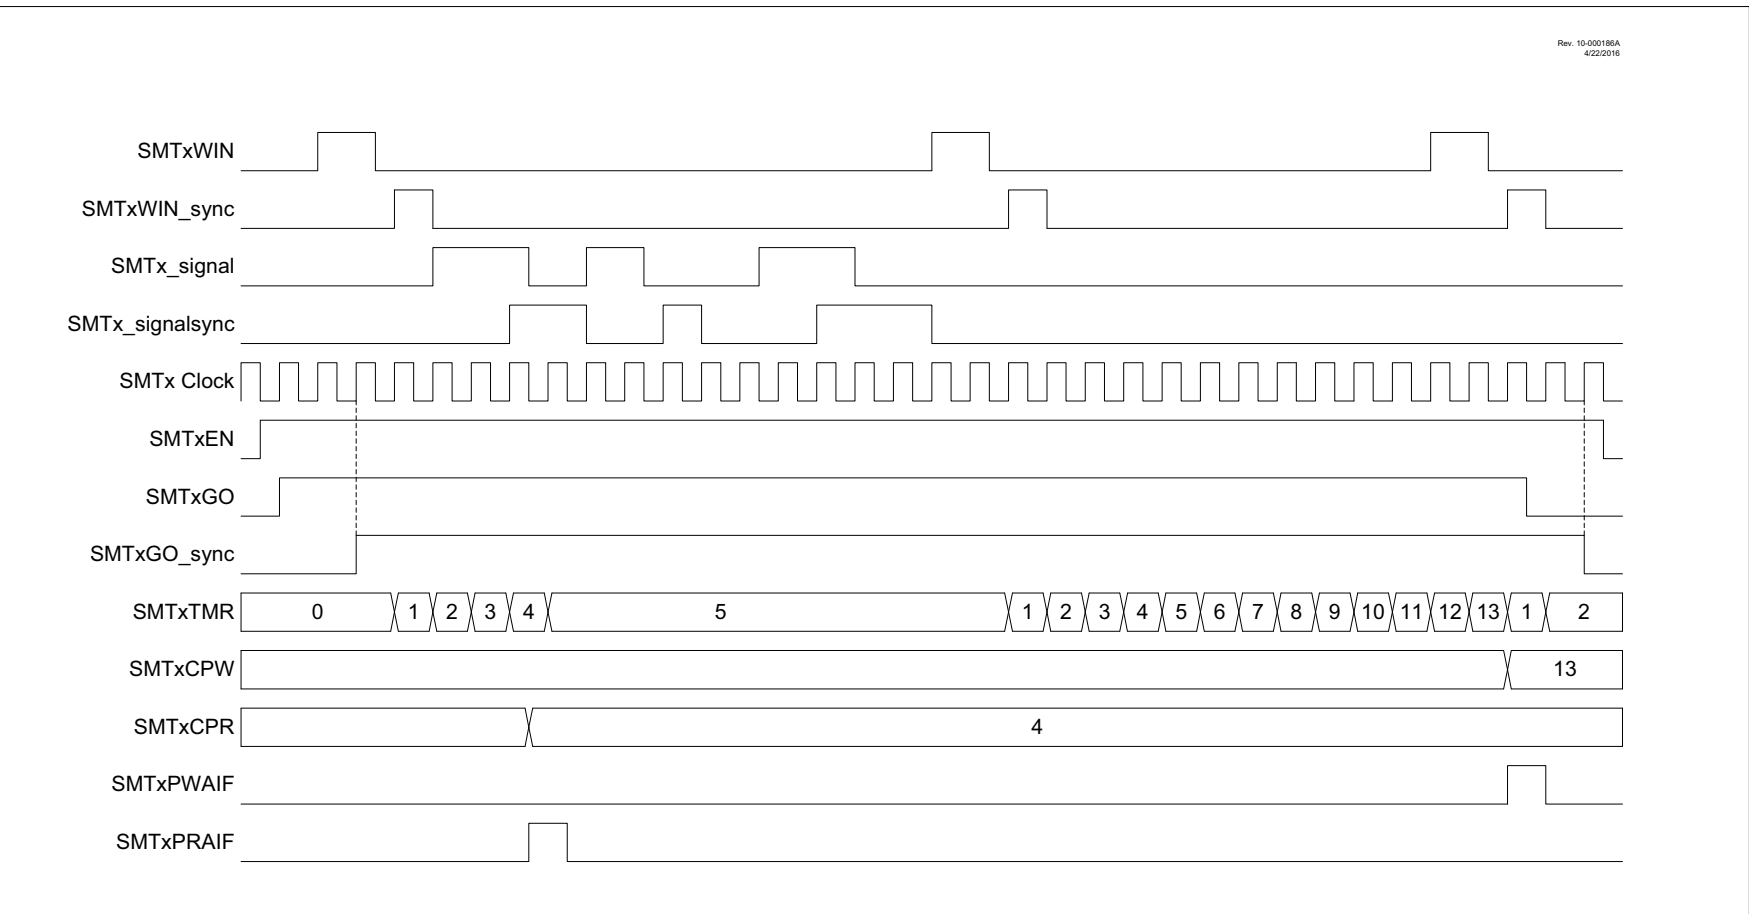 Rev. 10-000186A
4/22/2016
SMTxWIN
SMTxWIN_sync
SMTx_signal
SMTx_signalsync
SMTx Clock
SMTxEN
SMTxGO
SMTxGO_sync
SMTxTMR 0 1 2 3 4 5 1 2 3 4 5 6 7 8 9 10 11 12 13 1 2
SMTxCPW 13
SMTxCPR 4
SMTxPWAIF
SMTxPRAIF